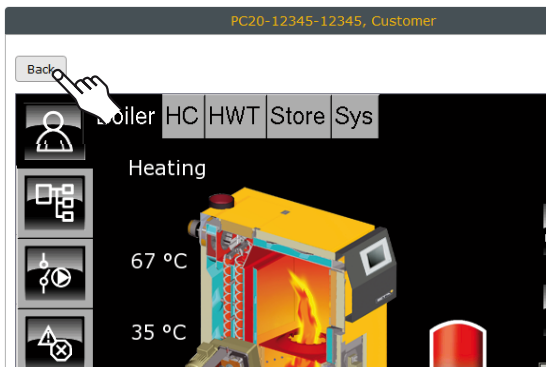 PC20-12345-12345, Customer
Back
Boiler HC HWT Store Sys
Heating
67 °C
35 °C